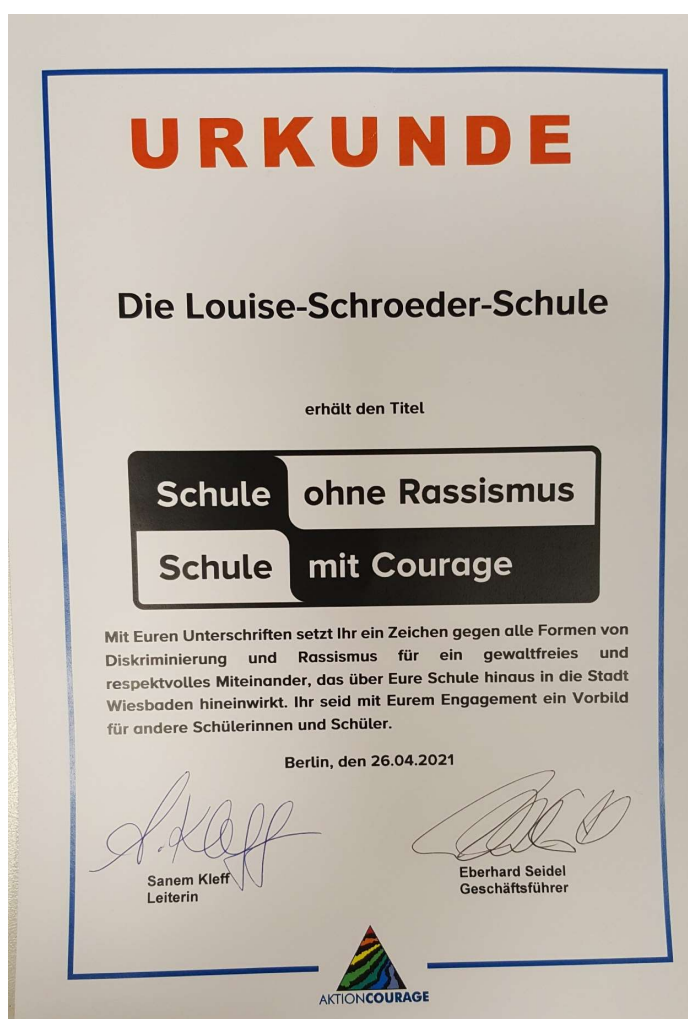 URKUNDE
Die Louise-Schroeder-Schule
erhält den Titel
Schule ohne Rassismus
Schule mit Courage
Mit Euren Unterschriften setzt Ihr ein Zeichen gegen alle Formen von
Diskriminierung und Rassismus für ein gewaltfreies und
respektvolles Miteinander, das über Eure Schule hinaus in die Stadt
Wiesbaden hineinwirkt. Ihr seid mit Eurem Engagement ein Vorbild
für andere Schülerinnen und Schüler.
Berlin, den 26.04.2021
S. Kleff
Sanem Kleff
Leiterin
Eberhard Seidel
Geschäftsführer
AKTIONCOURAGE